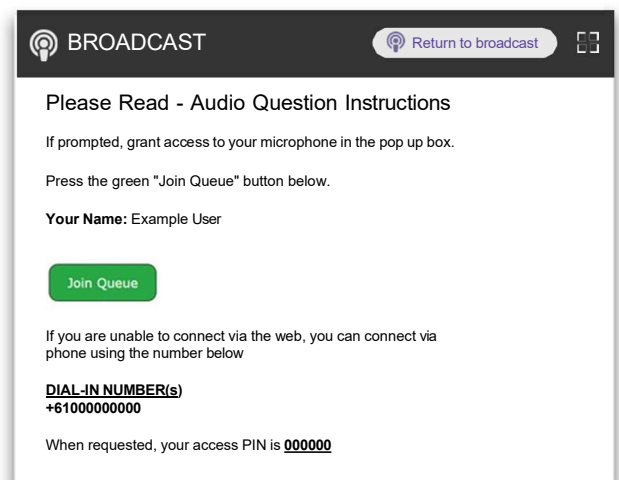 BROADCAST
Return to broadcast
Please Read - Audio Question Instructions
If prompted, grant access to your microphone in the pop up box.
Press the green "Join Queue" button below.
Your Name: Example User
Join Queue
If you are unable to connect via the web, you can connect via
phone using the number below
DIAL-IN NUMBER(s)
+61000000000
When requested, your access PIN is 000000